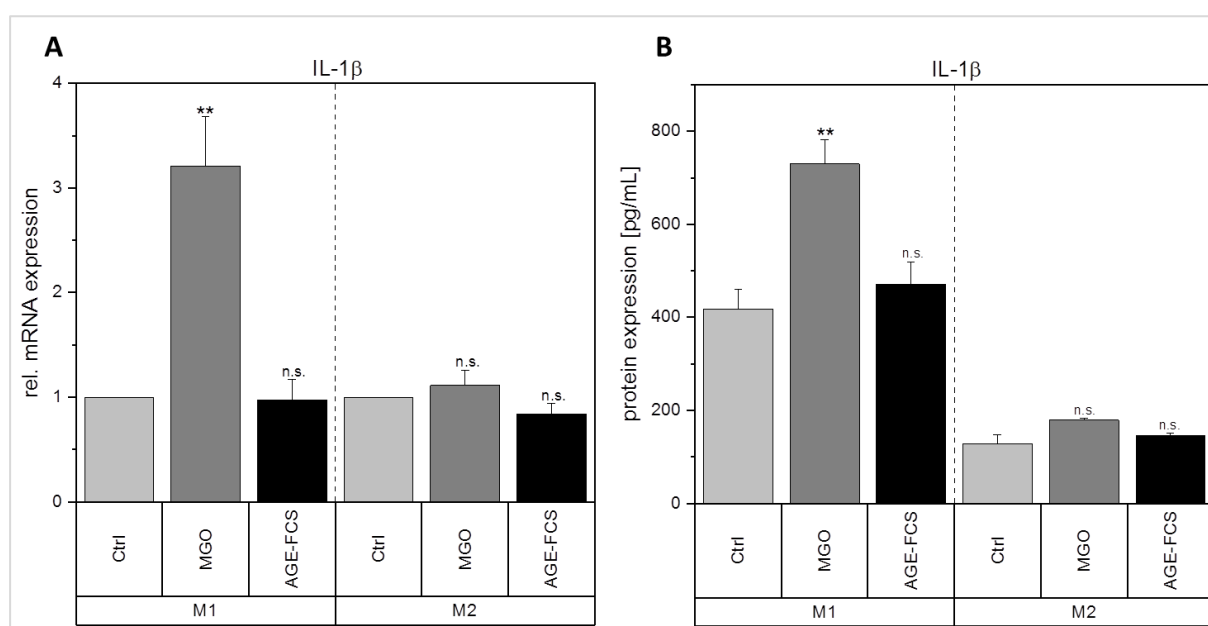 A
IL-1β
rel. mRNA expression
4
3
2
1
0
**
n.s.
n.s.
n.s.
Ctrl
MGO
AGE-FCS
Ctrl
MGO
AGE-FCS
M1
M2
B
IL-1β
protein expression [pg/mL]
800
600
400
200
0
**
n.s.
n.s.
n.s.
Ctrl
MGO
AGE-FCS
Ctrl
MGO
AGE-FCS
M1
M2